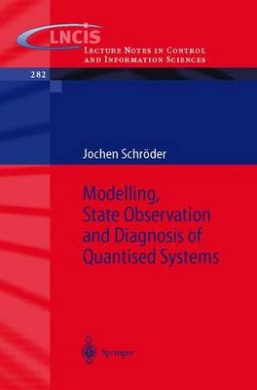 LNCIS
LECTURE NOTES IN CONTROL
AND INFORMATION SCIENCES
282
Jochen Schröder
Modelling,
State Observation
and Diagnosis of
Quantised Systems
Springer